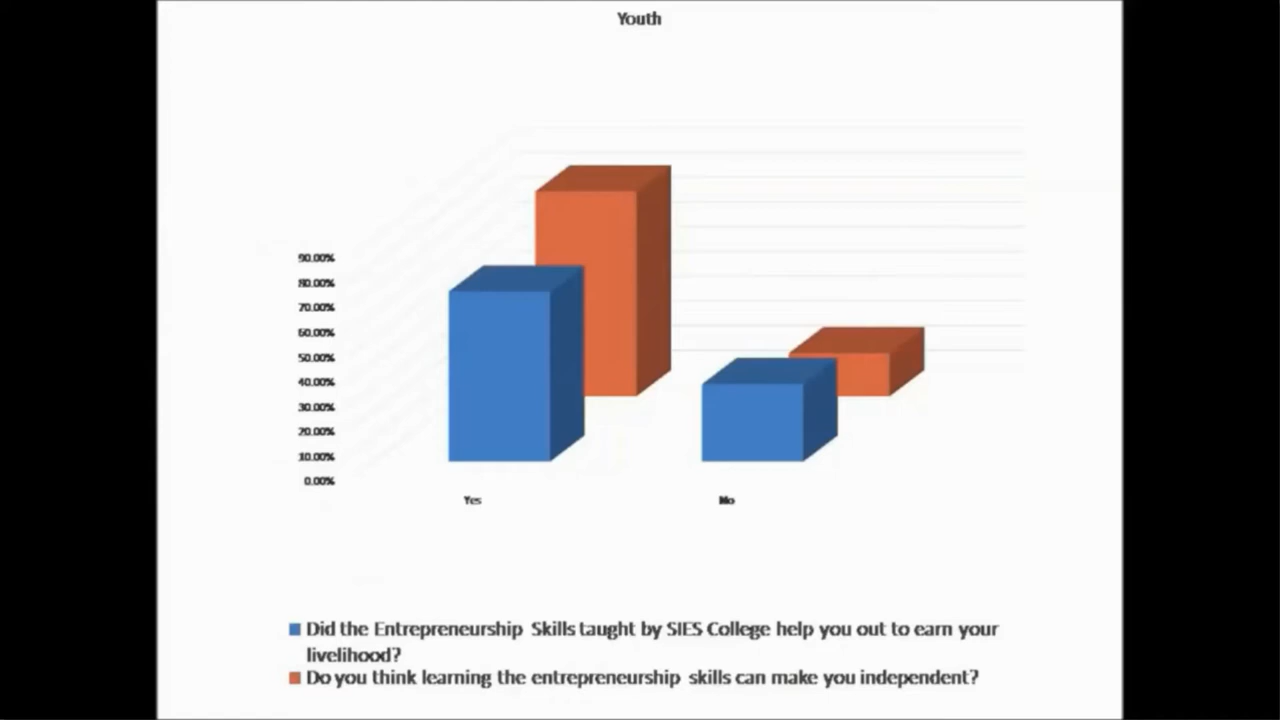 Youth
90.00%
80.00%
70.00%
60.00%
50.00%
40.00%
30.00%
20.00%
10.00%
0.00%
Yes No
Did the Entrepreneurship Skills taught by SIES College help you out to earn your
livelihood?
Do you think learning the entrepreneurship skills can make you independent?